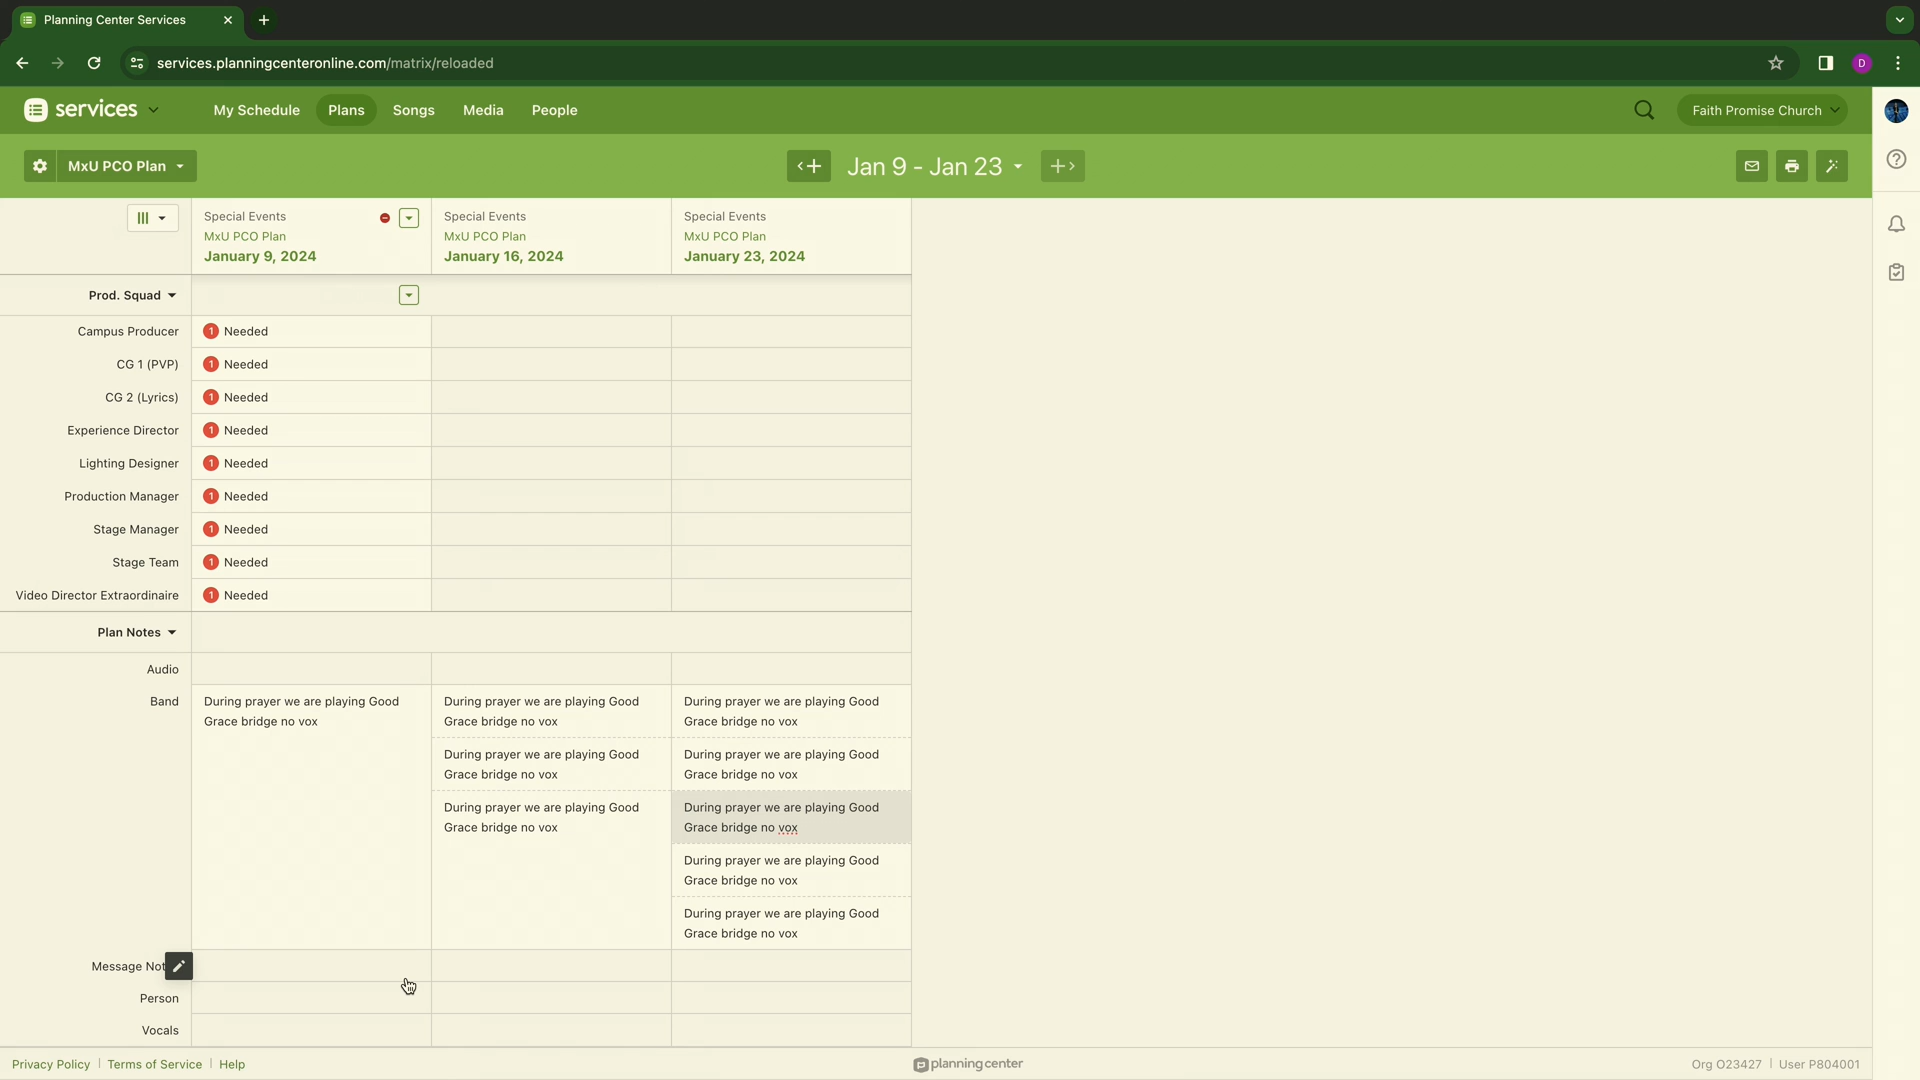 Planning Center Services
services.planningcenteronline.com/matrix/reloaded
D
services
My Schedule
Plans
Songs
Media
People
Faith Promise Church
MxU PCO Plan
Jan 9 - Jan 23
Special Events
MxU PCO Plan
January 9, 2024
Special Events
MxU PCO Plan
January 16, 2024
Special Events
MxU PCO Plan
January 23, 2024
Prod. Squad
Campus Producer 1 Needed
CG 1 (PVP) 1 Needed
CG 2 (Lyrics) 1 Needed
Experience Director 1 Needed
Lighting Designer 1 Needed
Production Manager 1 Needed
Stage Manager 1 Needed
Stage Team 1 Needed
Video Director Extraordinaire 1 Needed
Plan Notes
Audio
Band
During prayer we are playing Good
Grace bridge no vox
During prayer we are playing Good
Grace bridge no vox
During prayer we are playing Good
Grace bridge no vox
During prayer we are playing Good
Grace bridge no vox
During prayer we are playing Good
Grace bridge no vox
During prayer we are playing Good
Grace bridge no vox
During prayer we are playing Good
Grace bridge no vox
During prayer we are playing Good
Grace bridge no vox
During prayer we are playing Good
Grace bridge no vox
Message Not
Person
Vocals
Privacy Policy | Terms of Service | Help
planning center
Org O23427 | User P804001